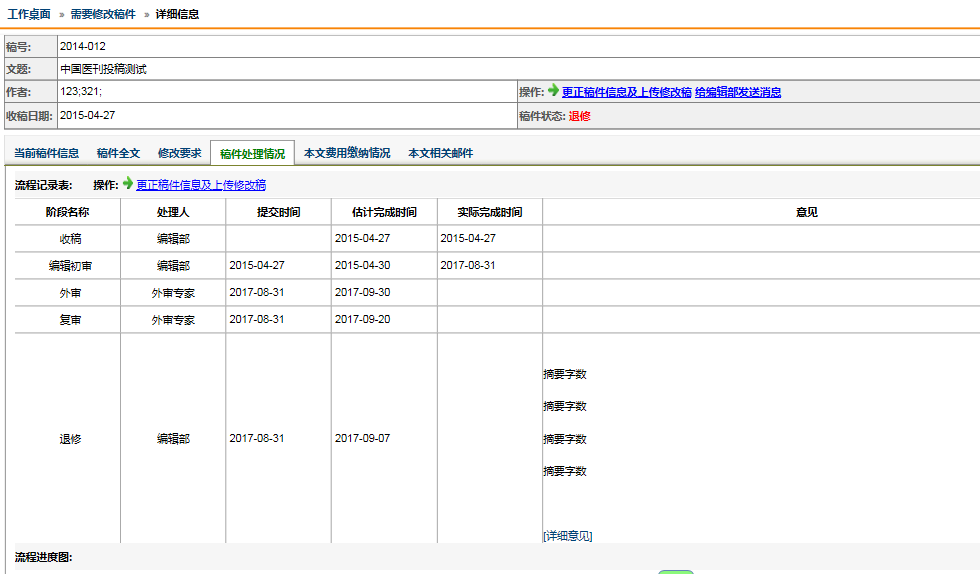 工作桌面 » 需要修改稿件 » 详细信息
稿号: 2014-012
文题: 中国医刊投稿测试
作者: 123;321; 操作: 更正稿件信息及上传修改稿 给编辑部发送消息
收稿日期: 2015-04-27 稿件状态: 退修
当前稿件信息 稿件全文 修改要求 稿件处理情况 本文费用缴纳情况 本文相关邮件
流程记录表: 操作: 更正稿件信息及上传修改稿
阶段名称 处理人 提交时间 估计完成时间 实际完成时间 意见
收稿 编辑部 2015-04-27 2015-04-27
编辑初审 编辑部 2015-04-27 2015-04-30 2017-08-31
外审 外审专家 2017-08-31 2017-09-30
复审 外审专家 2017-08-31 2017-09-20
摘要字数
摘要字数
退修 编辑部 2017-08-31 2017-09-07 摘要字数
摘要字数
[详细意见]
流程进度图: